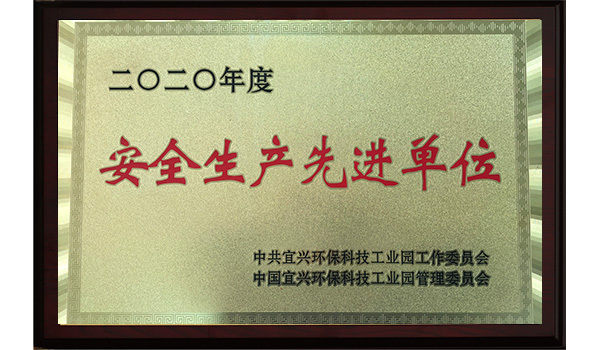 二〇二〇年度
安全生产先进单位
中共宜兴环保科技工业园工作委员会
中国宜兴环保科技工业园管理委员会